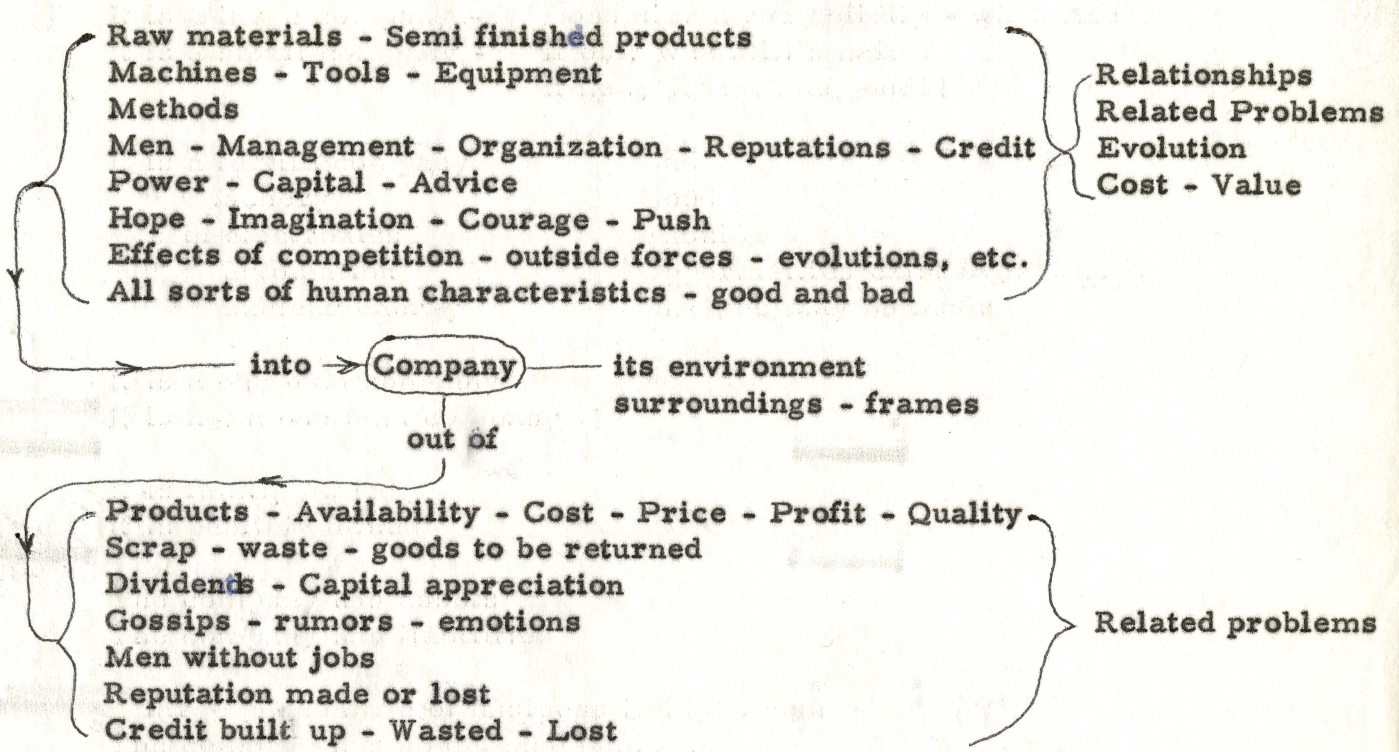 Raw materials - Semi finished products
Machines - Tools - Equipment
Methods
Men - Management - Organization - Reputations - Credit
Power - Capital - Advice
Hope - Imagination - Courage - Push
Effects of competition - outside forces - evolutions, etc.
All sorts of human characteristics - good and bad
Relationships
Related Problems
Evolution
Cost - Value
into Company its environment
surroundings - frames
out of
Products - Availability - Cost - Price - Profit - Quality
Scrap - waste - goods to be returned
Dividends - Capital appreciation
Gossips - rumors - emotions
Men without jobs
Reputation made or lost
Credit built up - Wasted - Lost
Related problems